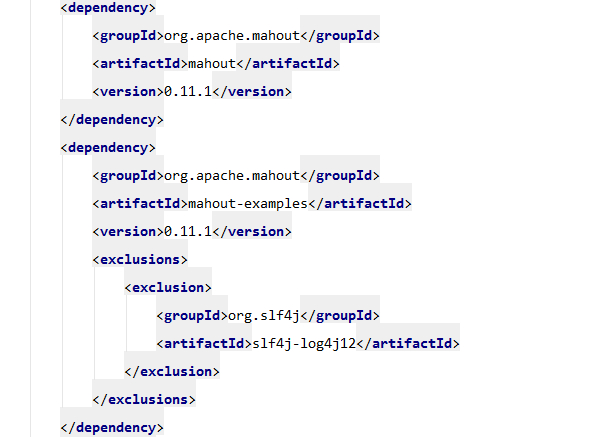 <dependency>
<groupId>org.apache.mahout</groupId>
<artifactId>mahout</artifactId>
<version>0.11.1</version>
</dependency>
<dependency>
<groupId>org.apache.mahout</groupId>
<artifactId>mahout-examples</artifactId>
<version>0.11.1</version>
<exclusions>
<exclusion>
<groupId>org.slf4j</groupId>
<artifactId>slf4j-log4j12</artifactId>
</exclusion>
</exclusions>
</dependency>